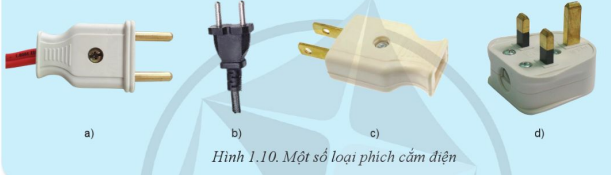 a)
b)
c)
d)
Hình 1.10. Một số loại phích cắm điện